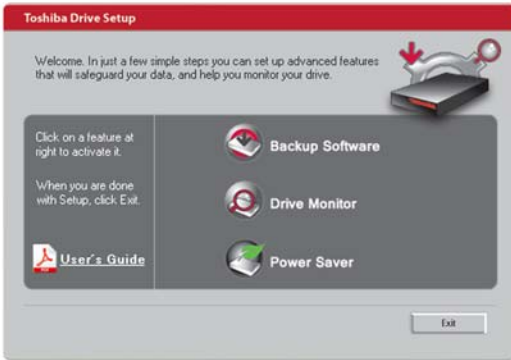 Toshiba Drive Setup
Welcome. In just a few simple steps you can set up advanced features
that will safeguard your data, and help you monitor your drive.
Click on a feature at
right to activate it.
When you are done
with Setup, click Exit.
User's Guide
Backup Software
Drive Monitor
Power Saver
Exit